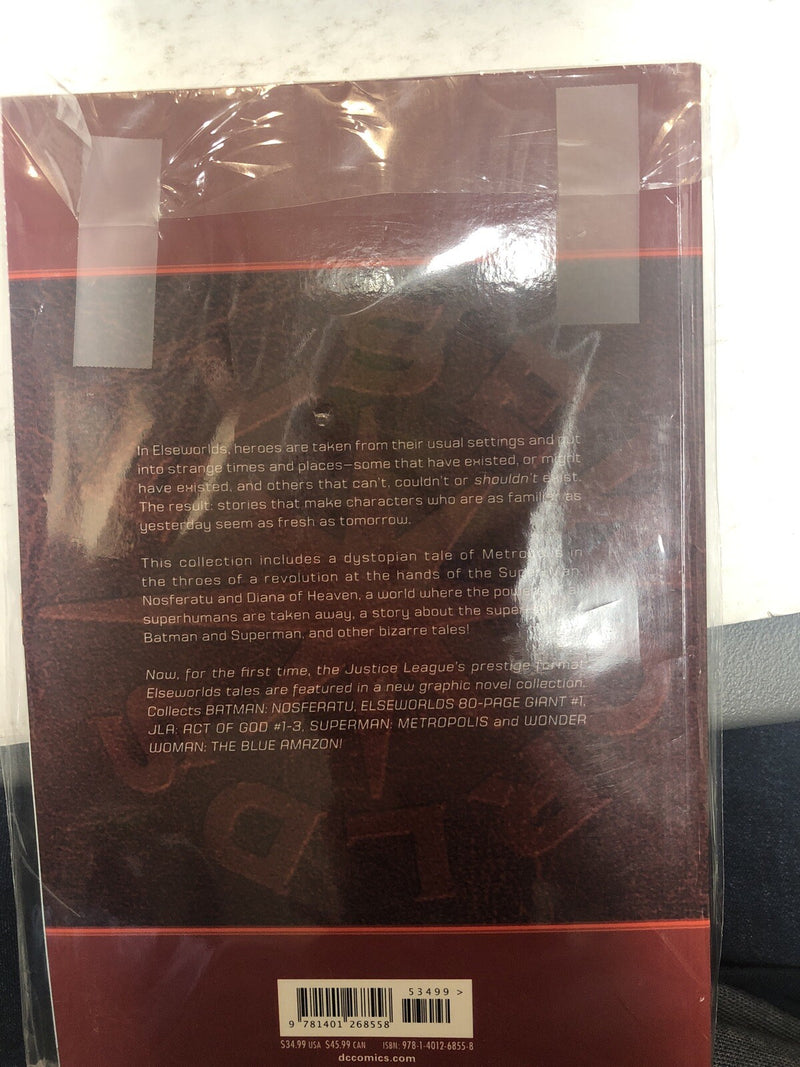 In Elseworlds, heroes are taken from their usual settings and put
into strange times and places—some that have existed, or might
have existed, and others that can't, couldn't or shouldn't exist.
The result: stories that make characters who are as familiar as
yesterday seem as fresh as tomorrow.
This collection includes a dystopian tale of Metropolis in
the throes of a revolution at the hands of the Super-Man,
Nosferatu and Diana of Heaven, a world where the powers
superhumans are taken away, a story about the
Batman and Superman, and other bizarre tales!
Now, for the first time, the Justice League's prestige format
Elseworlds tales are featured in a new graphic novel collection.
Collects BATMAN: NOSFERATU, ELSEWORLDS 80-PAGE GIANT #1,
JLA: ACT OF GOD #1-3, SUPERMAN: METROPOLIS and WONDER
WOMAN: THE BLUE AMAZON!
53499 >
9 781401 268558
$34.99 USA $45.99 CAN ISBN: 978-1-4012-6855-8
dccomics.com